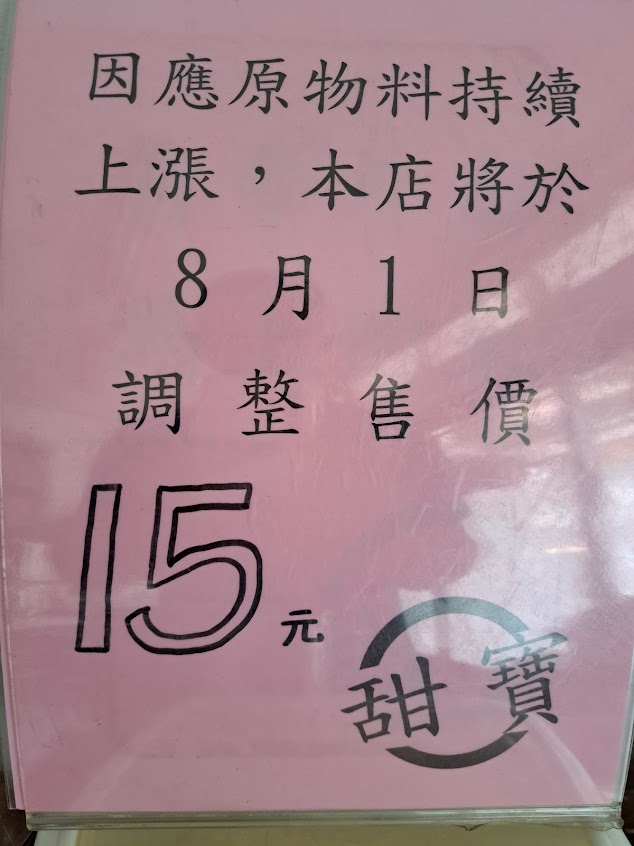 因應原物料持續
上漲，本店將於
8月1日
調整售價
15元
甜寶